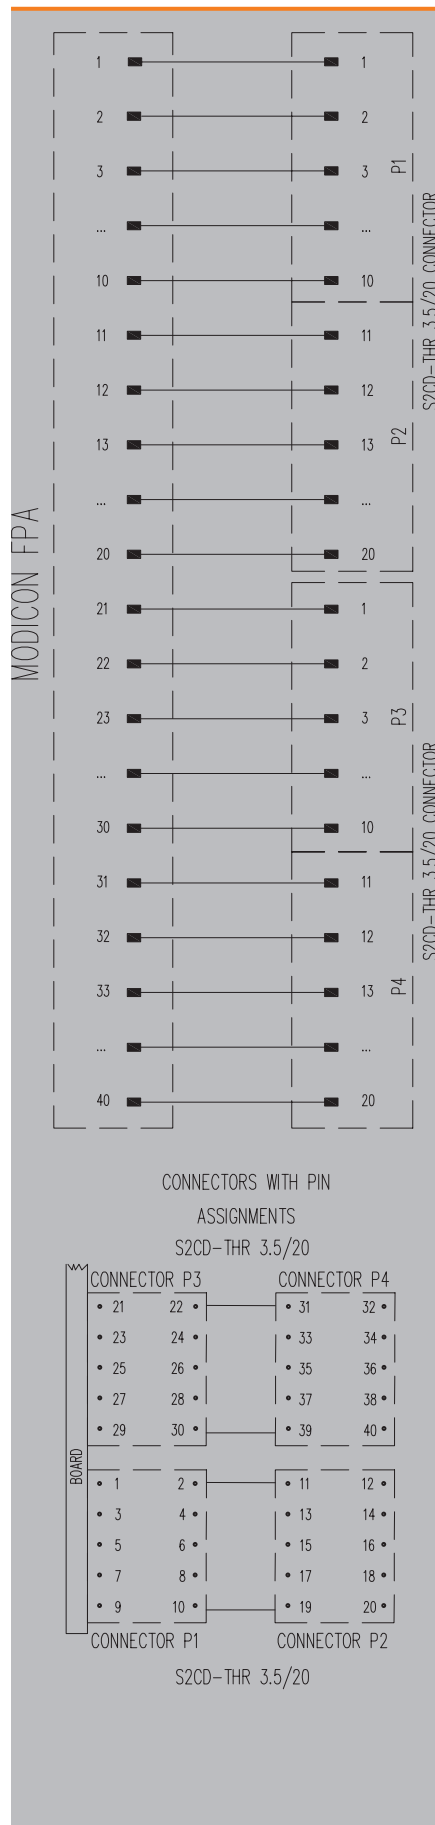 MODICON FPA
1 1
2 2
3 3
P1
... ...
10 10
S2CD-THR 3.5/20 CONNECTOR
11 11
12 12
13 13
P2
... ...
20 20
21 1
22 2
23 3
P3
... ...
30 10
S2CD-THR 3.5/20 CONNECTOR
31 11
32 12
33 13
P4
... ...
40 20
CONNECTORS WITH PIN
ASSIGNMENTS
S2CD-THR 3.5/20
CONNECTOR P3 CONNECTOR P4
21 22 31 32
23 24 33 34
25 26 35 36
27 28 37 38
29 30 39 40
BOARD
1 2 11 12
3 4 13 14
5 6 15 16
7 8 17 18
9 10 19 20
CONNECTOR P1 CONNECTOR P2
S2CD-THR 3.5/20